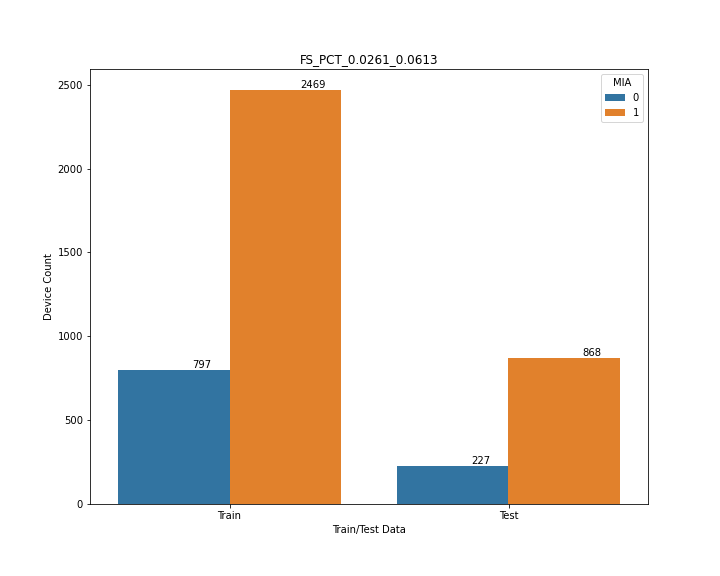 FS_PCT_0.0261_0.0613
MIA
0
1
2469
797
868
227
2500
2000
1500
1000
500
0
Device Count
Train
Test
Train/Test Data